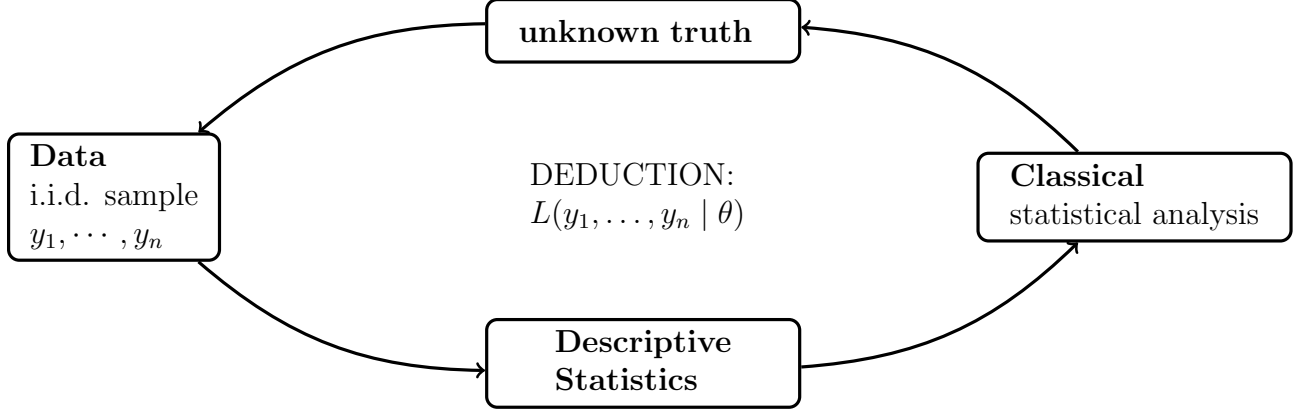 unknown truth
Data
i.i.d. sample
y₁, ⋯ , yₙ
DEDUCTION:
L(y₁, . . . , yₙ | θ)
Classical
statistical analysis
Descriptive
Statistics